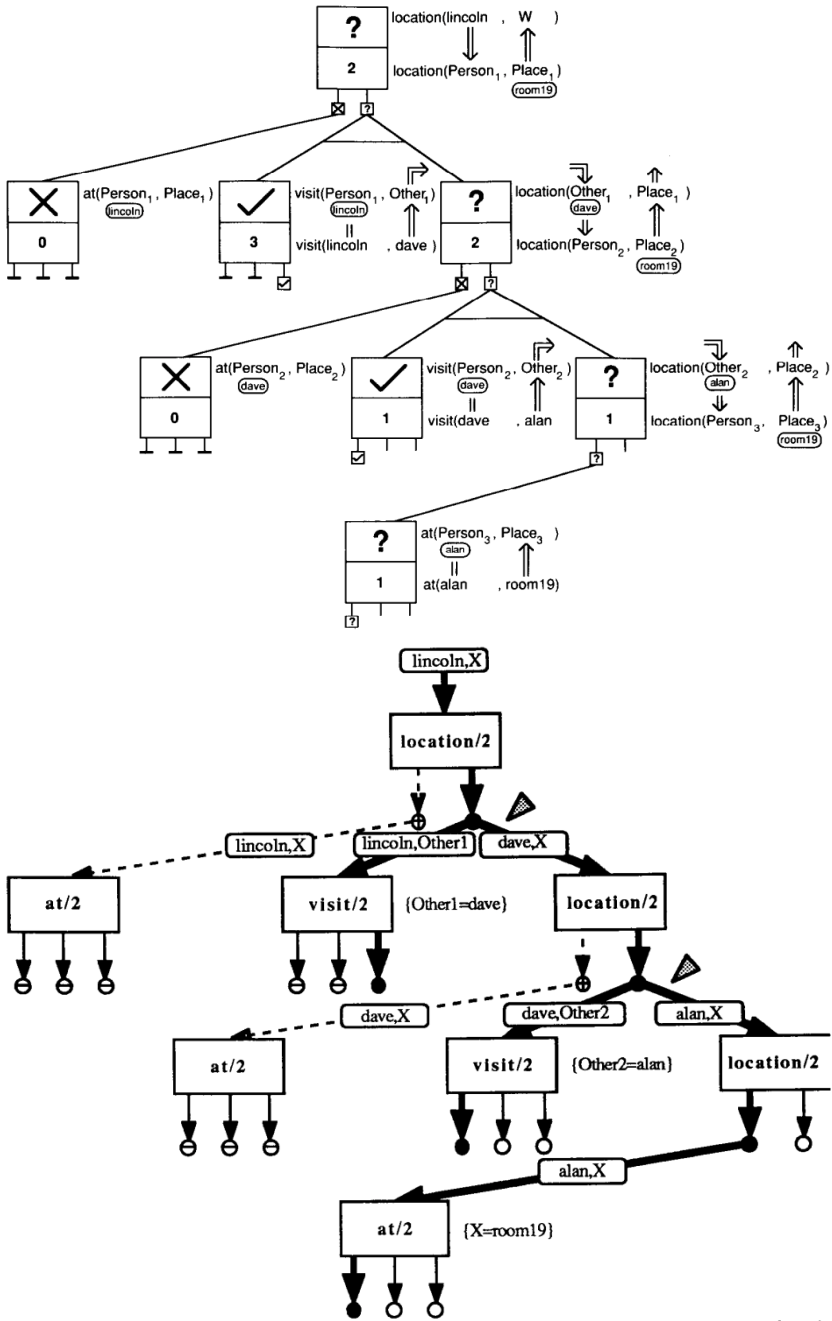 ? location(lincoln , W
2 location(Person1, Place1)
room19
at(Person1, Place1) visit(Person1, Other1) ? location(Other1 , Place1 )
lincoln lincoln dave
0 3 visit(lincoln , dave ) 2 location(Person2, Place2)
room19
? ?
at(Person2, Place2) visit(Person2, Other2) ? location(Other2 , Place2 )
dave dave alan
0 1 visit(dave , alan 1 location(Person3, Place3)
room19
?
? at(Person3, Place3 )
alan
1 at(alan , room19)
?
lincoln,X
location/2
lincoln,X lincoln,Other1 dave,X
at/2 visit/2 {Other1=dave} location/2
dave,X dave,Other2 alan,X
at/2 visit/2 {Other2=alan} location/2
alan,X
at/2 {X=room19}